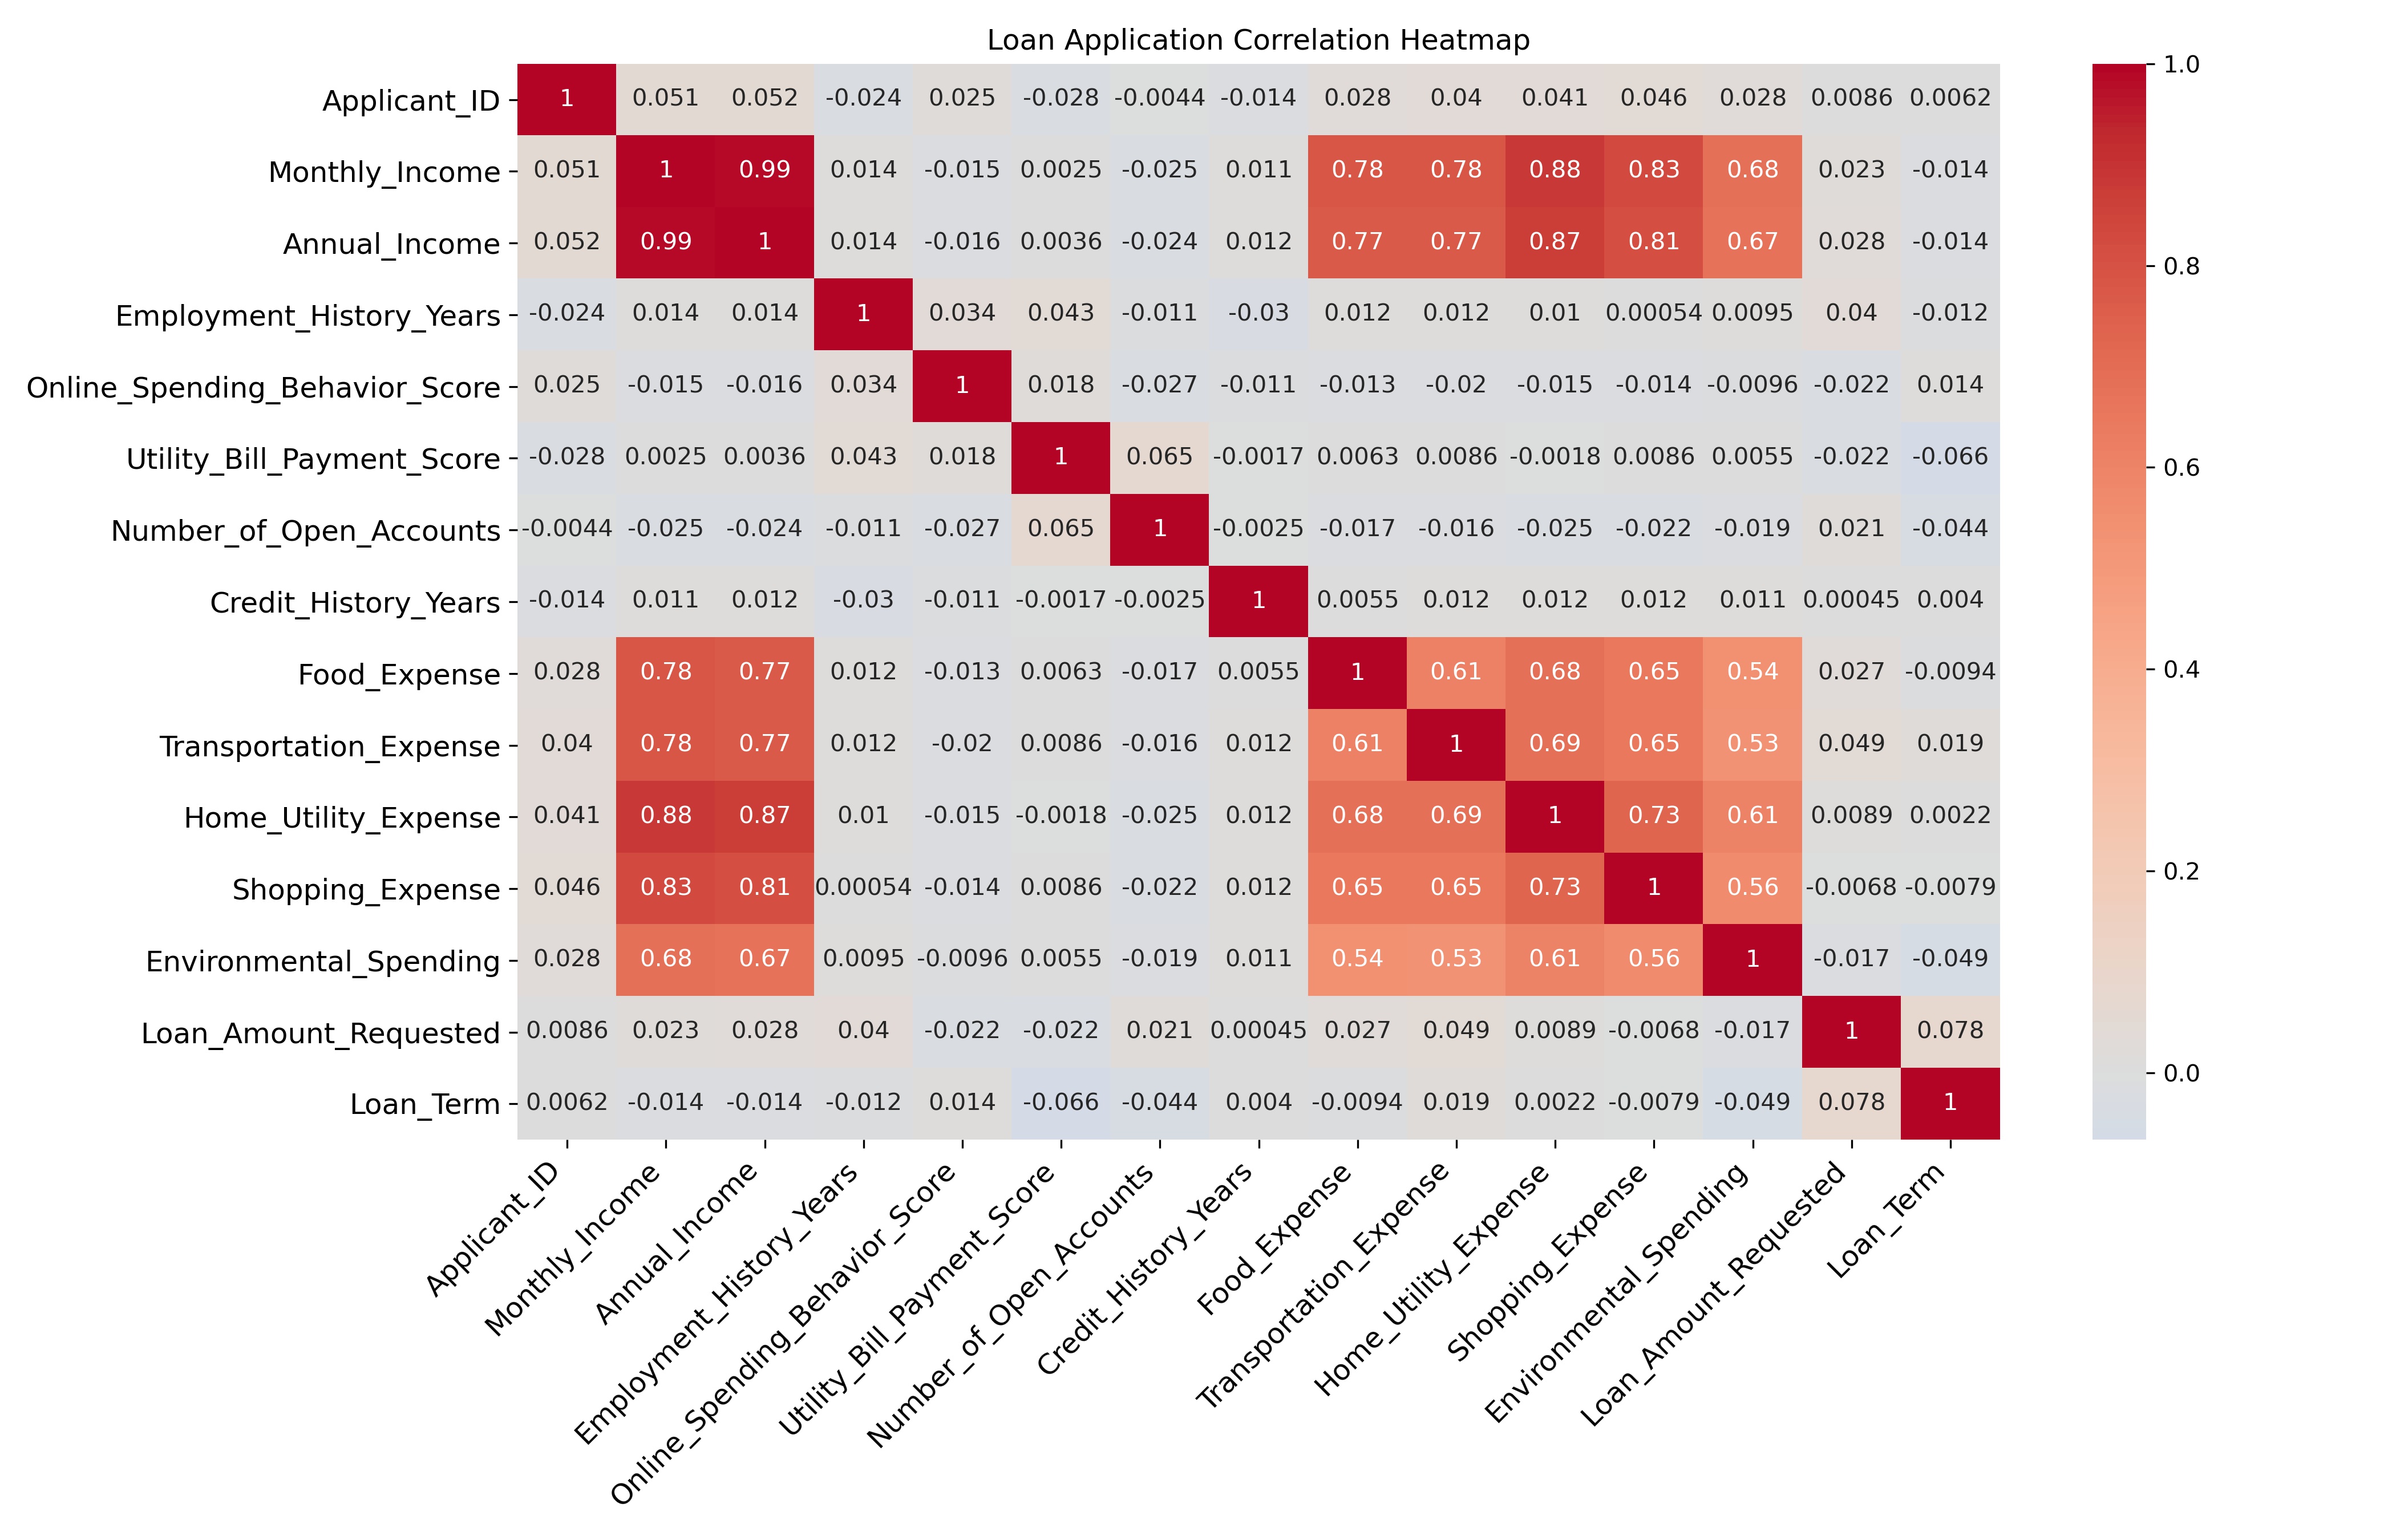 Loan Application Correlation Heatmap
Applicant_ID 1 0.051 0.052 -0.024 0.025 -0.028 -0.0044 -0.014 0.028 0.04 0.041 0.046 0.028 0.0086 0.0062
Monthly_Income 0.051 1 0.99 0.014 -0.015 0.0025 -0.025 0.011 0.78 0.78 0.88 0.83 0.68 0.023 -0.014
Annual_Income 0.052 0.99 1 0.014 -0.016 0.0036 -0.024 0.012 0.77 0.77 0.87 0.81 0.67 0.028 -0.014
Employment_History_Years -0.024 0.014 0.014 1 0.034 0.043 -0.011 -0.03 0.012 0.012 0.01 0.00054 0.0095 0.04 -0.012
Online_Spending_Behavior_Score 0.025 -0.015 -0.016 0.034 1 0.018 -0.027 -0.011 -0.013 -0.02 -0.015 -0.014 -0.0096 -0.022 0.014
Utility_Bill_Payment_Score -0.028 0.0025 0.0036 0.043 0.018 1 0.065 -0.0017 0.0063 0.0086 -0.0018 0.0086 0.0055 -0.022 -0.066
Number_of_Open_Accounts -0.0044 -0.025 -0.024 -0.011 -0.027 0.065 1 -0.0025 -0.017 -0.016 -0.025 -0.022 -0.019 0.021 -0.044
Credit_History_Years -0.014 0.011 0.012 -0.03 -0.011 -0.0017 -0.0025 1 0.0055 0.012 0.012 0.012 0.011 0.00045 0.004
Food_Expense 0.028 0.78 0.77 0.012 -0.013 0.0063 -0.017 0.0055 1 0.61 0.68 0.65 0.54 0.027 -0.0094
Transportation_Expense 0.04 0.78 0.77 0.012 -0.02 0.0086 -0.016 0.012 0.61 1 0.69 0.65 0.53 0.049 0.019
Home_Utility_Expense 0.041 0.88 0.87 0.01 -0.015 -0.0018 -0.025 0.012 0.68 0.69 1 0.73 0.61 0.0089 0.0022
Shopping_Expense 0.046 0.83 0.81 0.00054 -0.014 0.0086 -0.022 0.012 0.65 0.65 0.73 1 0.56 -0.0068 -0.0079
Environmental_Spending 0.028 0.68 0.67 0.0095 -0.0096 0.0055 -0.019 0.011 0.54 0.53 0.61 0.56 1 -0.017 -0.049
Loan_Amount_Requested 0.0086 0.023 0.028 0.04 -0.022 -0.022 0.021 0.00045 0.027 0.049 0.0089 -0.0068 -0.017 1 0.078
Loan_Term 0.0062 -0.014 -0.014 -0.012 0.014 -0.066 -0.044 0.004 -0.0094 0.019 0.0022 -0.0079 -0.049 0.078 1
Applicant_ID
Monthly_Income
Annual_Income
Employment_History_Years
Online_Spending_Behavior_Score
Utility_Bill_Payment_Score
Number_of_Open_Accounts
Credit_History_Years
Food_Expense
Transportation_Expense
Home_Utility_Expense
Shopping_Expense
Environmental_Spending
Loan_Amount_Requested
Loan_Term
1.0
0.8
0.6
0.4
0.2
0.0